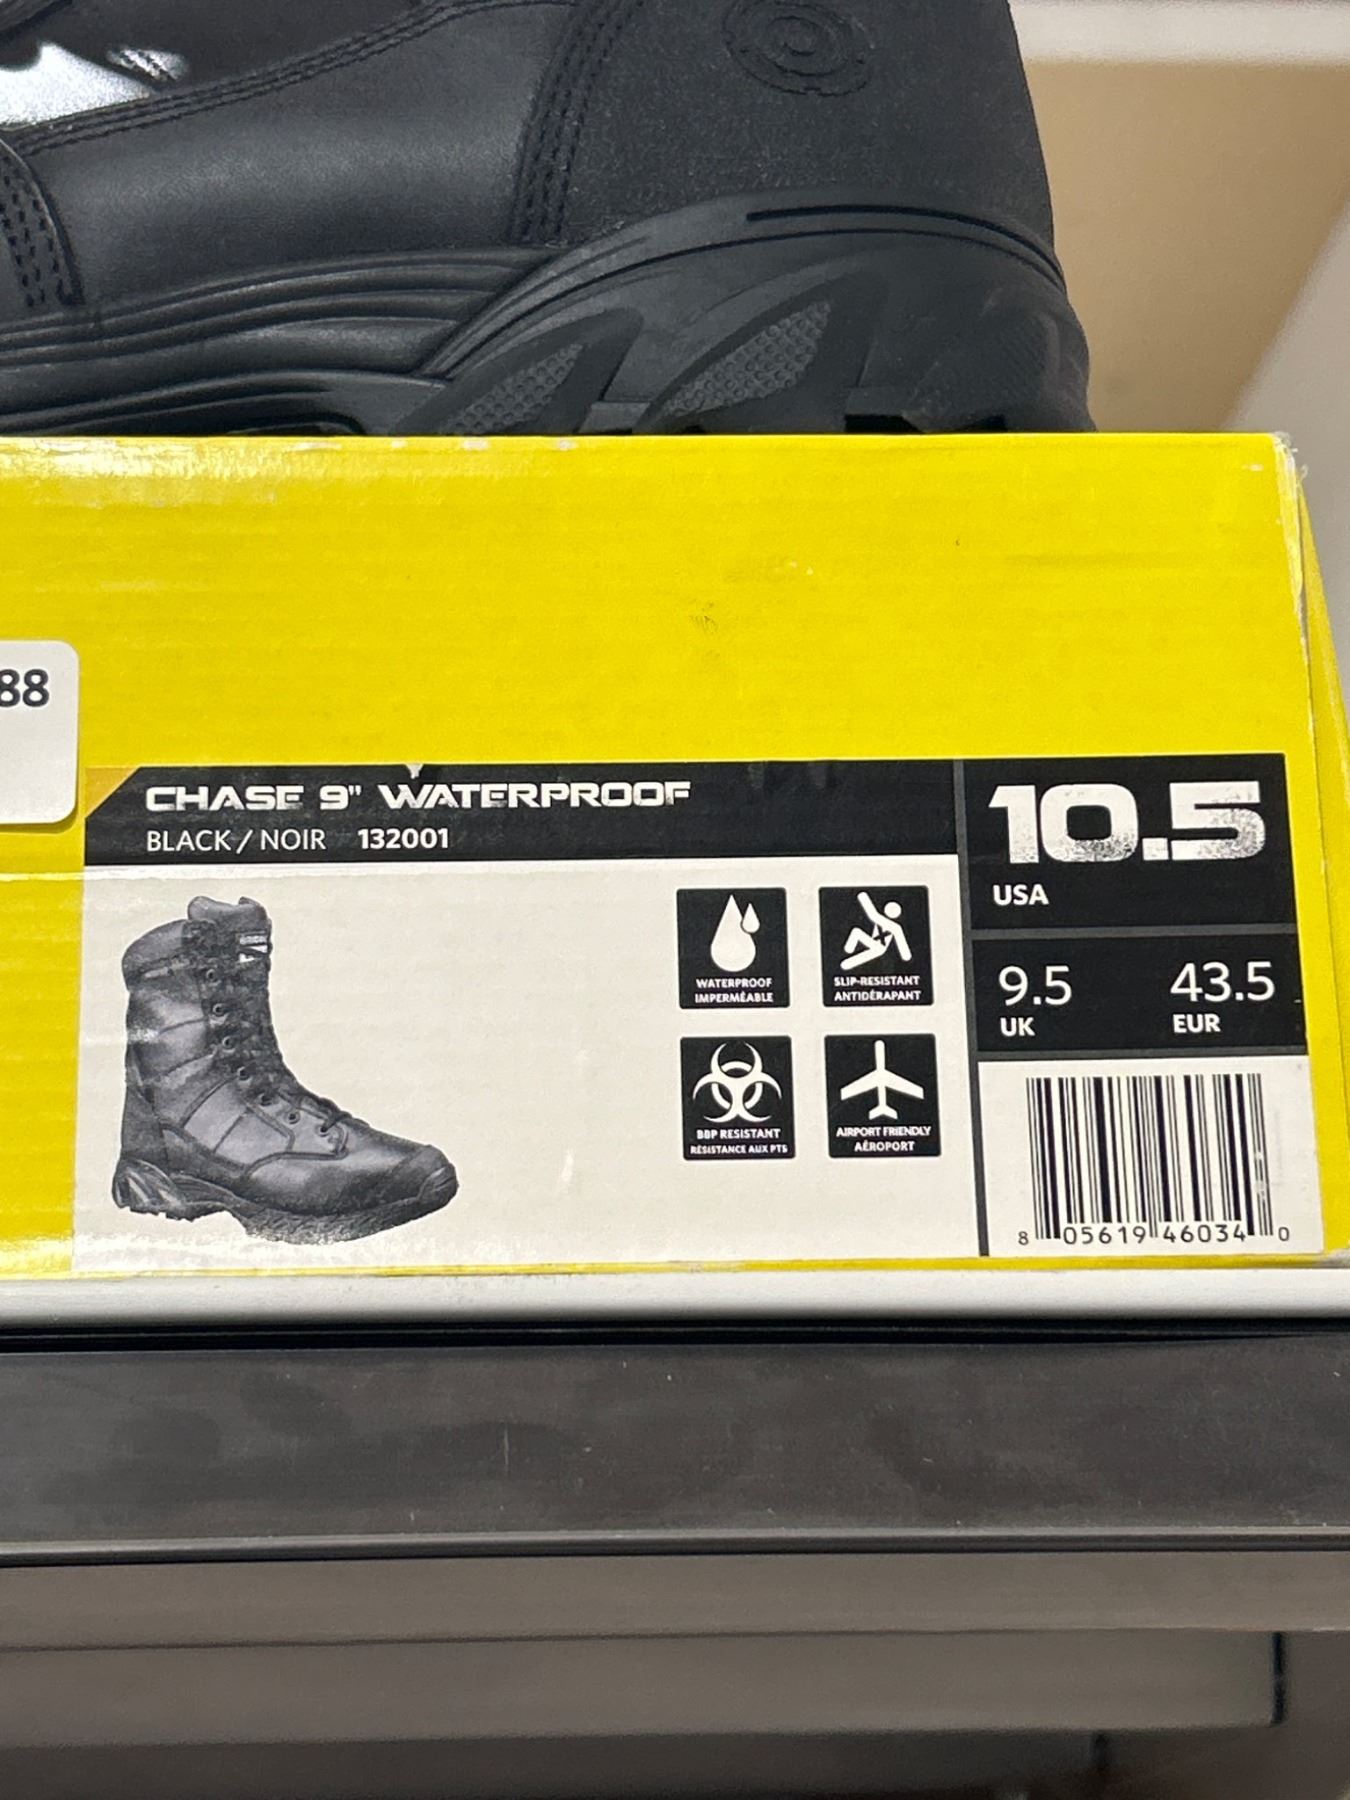 88
CHASE 9" WATERPROOF
BLACK / NOIR 132001
10.5
USA
9.5
UK
43.5
EUR
WATERPROOF
IMPERMÉABLE
SLIP-RESISTANT
ANTIDÉRAPANT
BBP RESISTANT
RÉSISTANCE AUX PTS
AIRPORT FRIENDLY
AÉROPORT
8 05619 46034 0